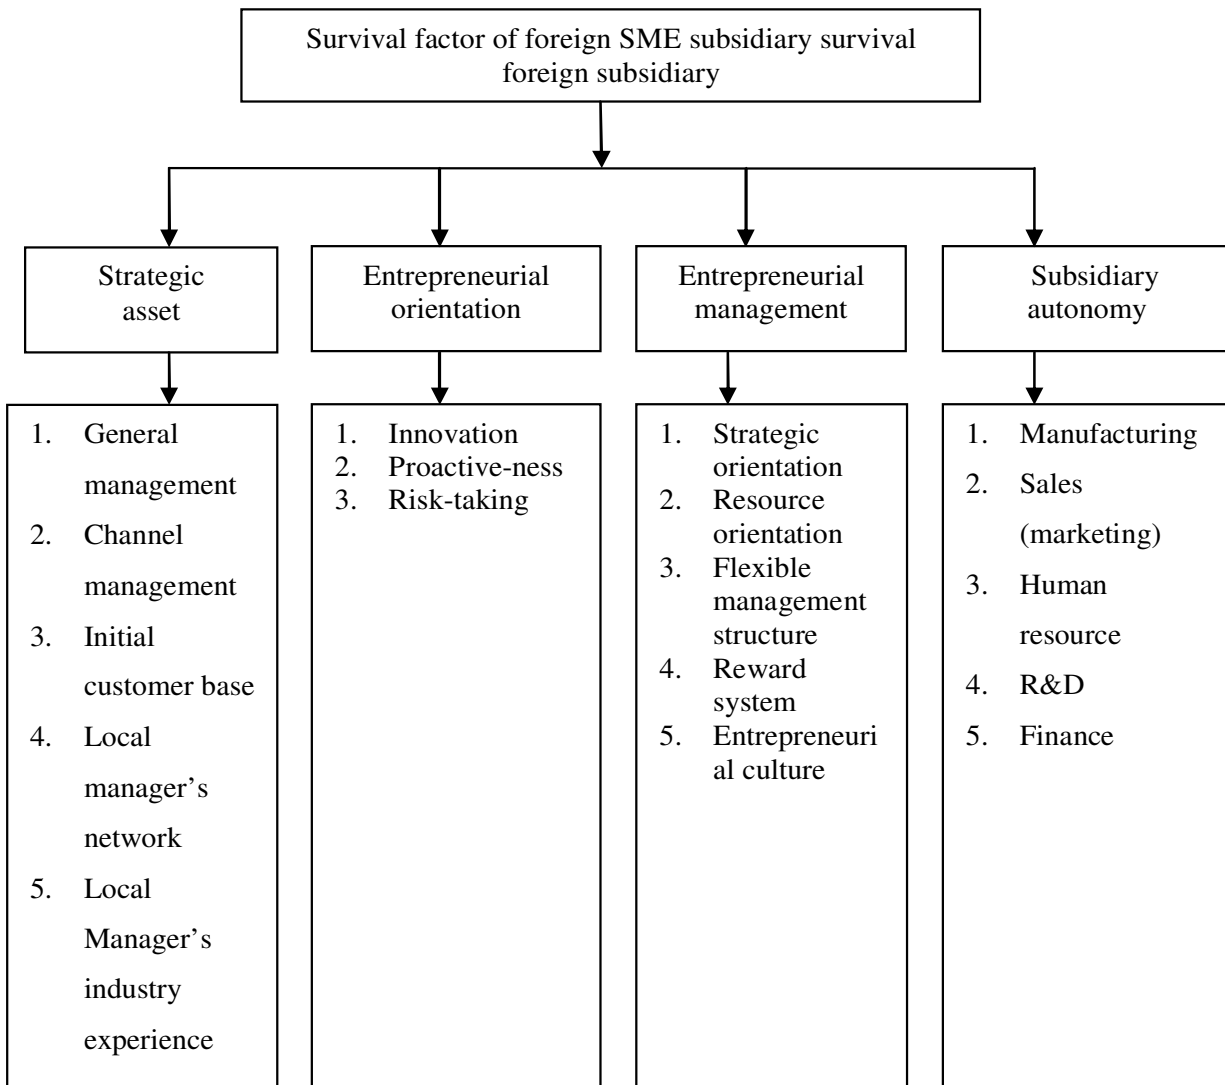 Survival factor of foreign SME subsidiary survival
foreign subsidiary
Strategic
asset
Entrepreneurial
orientation
Entrepreneurial
management
Subsidiary
autonomy
1. General
management
2. Channel
management
3. Initial
customer base
4. Local
manager’s
network
5. Local
Manager’s
industry
experience
1. Innovation
2. Proactive-ness
3. Risk-taking
1. Strategic
orientation
2. Resource
orientation
3. Flexible
management
structure
4. Reward
system
5. Entrepreneuri
al culture
1. Manufacturing
2. Sales
(marketing)
3. Human
resource
4. R&D
5. Finance